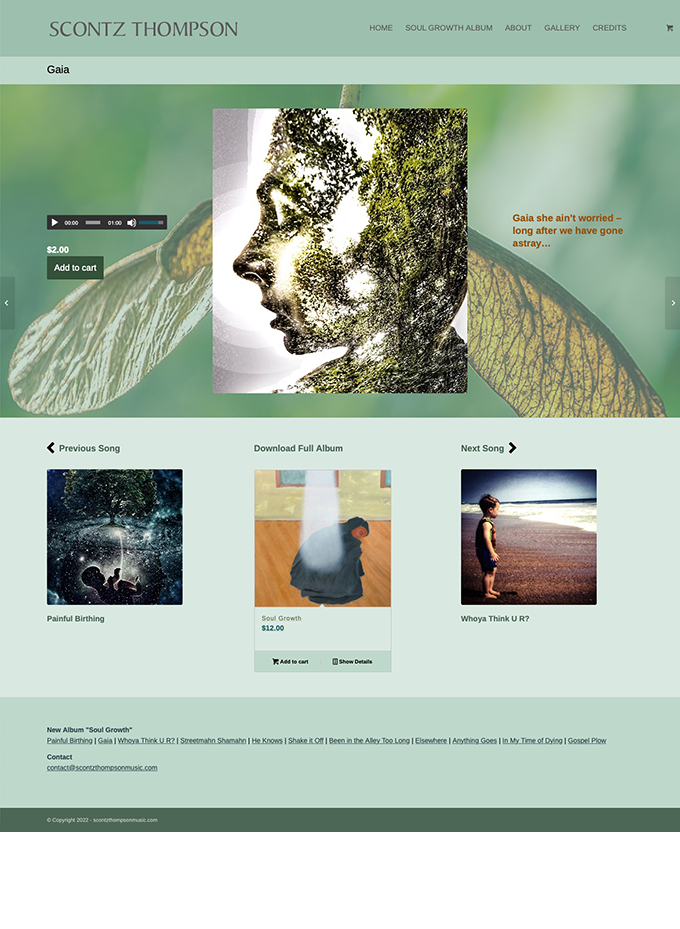 SCONTZ THOMPSON
HOME SOUL GROWTH ALBUM ABOUT GALLERY CREDITS
Gaia
00:00 01:00
$2.00
Add to cart
Gaia she ain't worried –
long after we have gone
astray…
Previous Song
Download Full Album
Next Song
Painful Birthing
Soul Growth
$12.00
Add to cart Show Details
Whoya Think U R?
New Album "Soul Growth"
Painful Birthing | Gaia | Whoya Think U R? | Streetmahn Shamahn | He Knows | Shake it Off | Been in the Alley Too Long | Elsewhere | Anything Goes | In My Time of Dying | Gospel Plow
Contact
contact@scontzthompsonmusic.com
© Copyright 2022 - scontzthompsonmusic.com